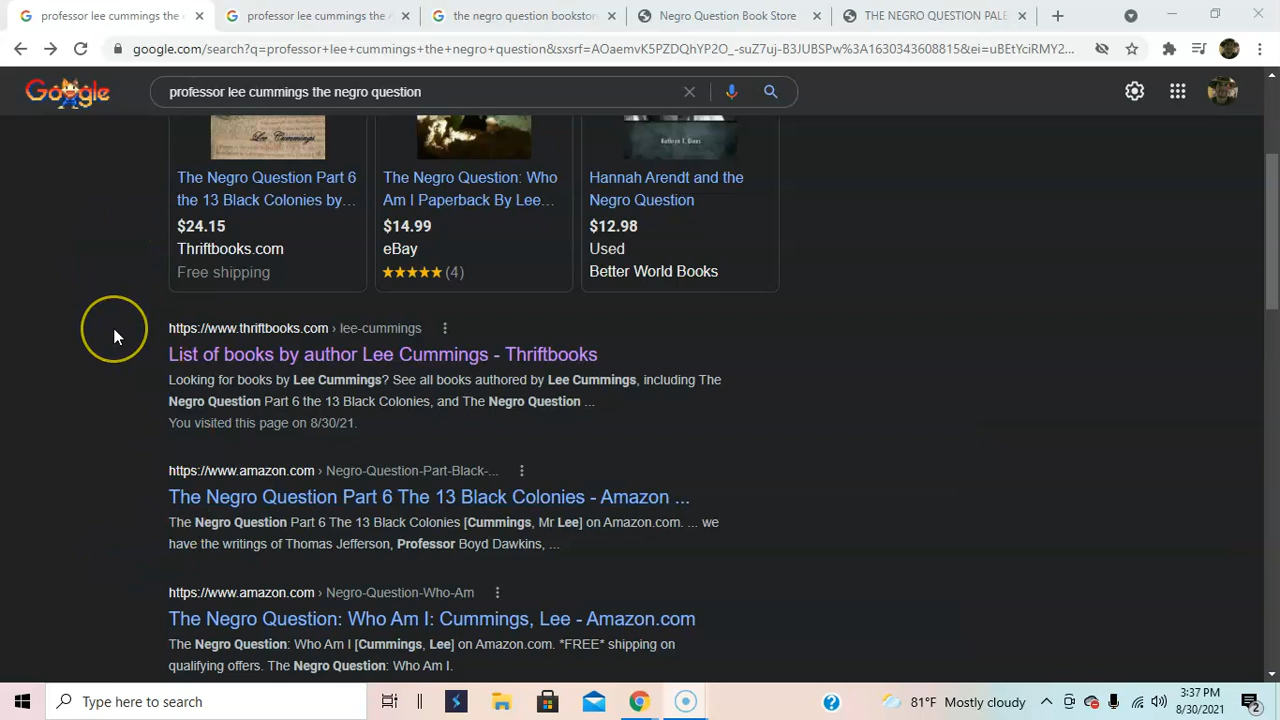 professor lee cummings the
professor lee cummings the
the negro question bookstore
Negro Question Book Store
THE NEGRO QUESTION PALE
google.com/search?q=professor+lee+cummings+the+negro+question&sxsrf=AOaemvK5PZDQhYP2O_-suZ7uj-B3JUBSPw%3A1630343608815&ei=uBEtYciRMY2...
Google
professor lee cummings the negro question
Lee Cummings
Kathryn T. Gines
The Negro Question Part 6
the 13 Black Colonies by...
$24.15
Thriftbooks.com
Free shipping
The Negro Question: Who
Am I Paperback By Lee...
$14.99
eBay
(4)
Hannah Arendt and the
Negro Question
$12.98
Used
Better World Books
https://www.thriftbooks.com › lee-cummings
List of books by author Lee Cummings - Thriftbooks
Looking for books by Lee Cummings? See all books authored by Lee Cummings, including The
Negro Question Part 6 the 13 Black Colonies, and The Negro Question ...
You visited this page on 8/30/21.
https://www.amazon.com › Negro-Question-Part-Black-...
The Negro Question Part 6 The 13 Black Colonies - Amazon ...
The Negro Question Part 6 The 13 Black Colonies [Cummings, Mr Lee] on Amazon.com. ... we
have the writings of Thomas Jefferson, Professor Boyd Dawkins, ...
https://www.amazon.com › Negro-Question-Who-Am
The Negro Question: Who Am I: Cummings, Lee - Amazon.com
The Negro Question: Who Am I [Cummings, Lee] on Amazon.com. *FREE* shipping on
qualifying offers. The Negro Question: Who Am I.
Type here to search
81°F Mostly cloudy
3:37 PM
8/30/2021
2